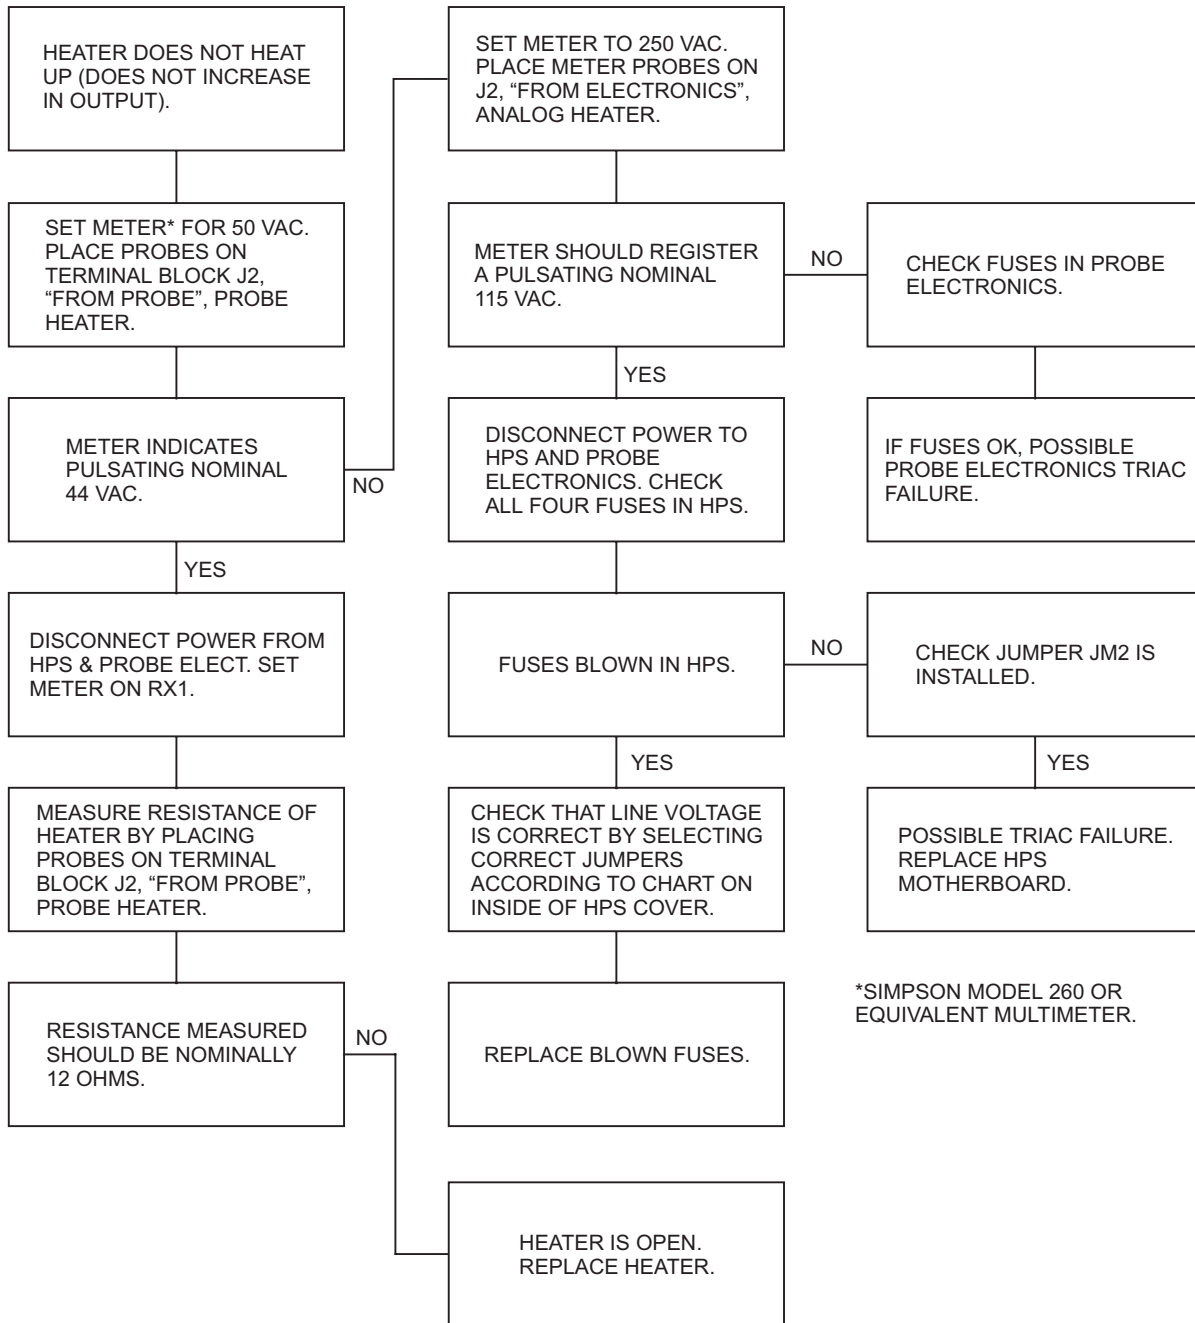 HEATER DOES NOT HEAT
UP (DOES NOT INCREASE
IN OUTPUT).
SET METER* FOR 50 VAC.
PLACE PROBES ON
TERMINAL BLOCK J2,
“FROM PROBE”, PROBE
HEATER.
METER INDICATES
PULSATING NOMINAL
44 VAC.
NO
YES
DISCONNECT POWER FROM
HPS & PROBE ELECT. SET
METER ON RX1.
MEASURE RESISTANCE OF
HEATER BY PLACING
PROBES ON TERMINAL
BLOCK J2, “FROM PROBE”,
PROBE HEATER.
RESISTANCE MEASURED
SHOULD BE NOMINALLY
12 OHMS.
NO
SET METER TO 250 VAC.
PLACE METER PROBES ON
J2, “FROM ELECTRONICS”,
ANALOG HEATER.
METER SHOULD REGISTER
A PULSATING NOMINAL
115 VAC.
NO
YES
DISCONNECT POWER TO
HPS AND PROBE
ELECTRONICS. CHECK
ALL FOUR FUSES IN HPS.
FUSES BLOWN IN HPS.
NO
YES
CHECK THAT LINE VOLTAGE
IS CORRECT BY SELECTING
CORRECT JUMPERS
ACCORDING TO CHART ON
INSIDE OF HPS COVER.
REPLACE BLOWN FUSES.
HEATER IS OPEN.
REPLACE HEATER.
CHECK FUSES IN PROBE
ELECTRONICS.
IF FUSES OK, POSSIBLE
PROBE ELECTRONICS TRIAC
FAILURE.
CHECK JUMPER JM2 IS
INSTALLED.
YES
POSSIBLE TRIAC FAILURE.
REPLACE HPS
MOTHERBOARD.
*SIMPSON MODEL 260 OR
EQUIVALENT MULTIMETER.